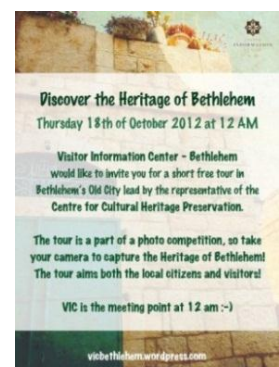 Discover the Heritage of Bethlehem
Thursday 18th of October 2012 at 12 AM
Visitor Information Center - Bethlehem
would like to invite you for a short free tour in
Bethlehem's Old City lead by the representative of the
Centre for Cultural Heritage Preservation.
The tour is a part of a photo competition, so take
your camera to capture the Heritage of Bethlehem!
The tour aims both the local citizens and visitors!
VIC is the meeting point at 12 am :-)
vicbethlehem.wordpress.com